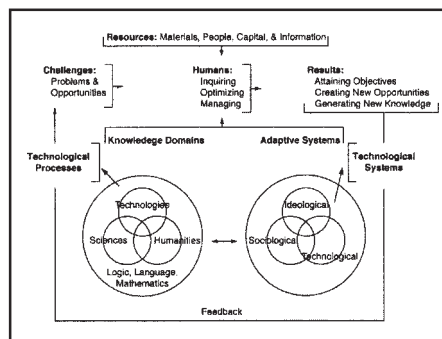 Resources: Materials, People, Capital, & Information
Challenges:
Problems &
Opportunities
Humans:
Inquiring
Optimizing
Managing
Results:
Attaining Objectives
Creating New Opportunities
Generating New Knowledge
Knowledege Domains
Adaptive Systems
Technological
Processes
Technological
Systems
Technologies
Sciences
Humanities
Logic, Language,
Mathematics
Ideological
Sociological
Technological
Feedback